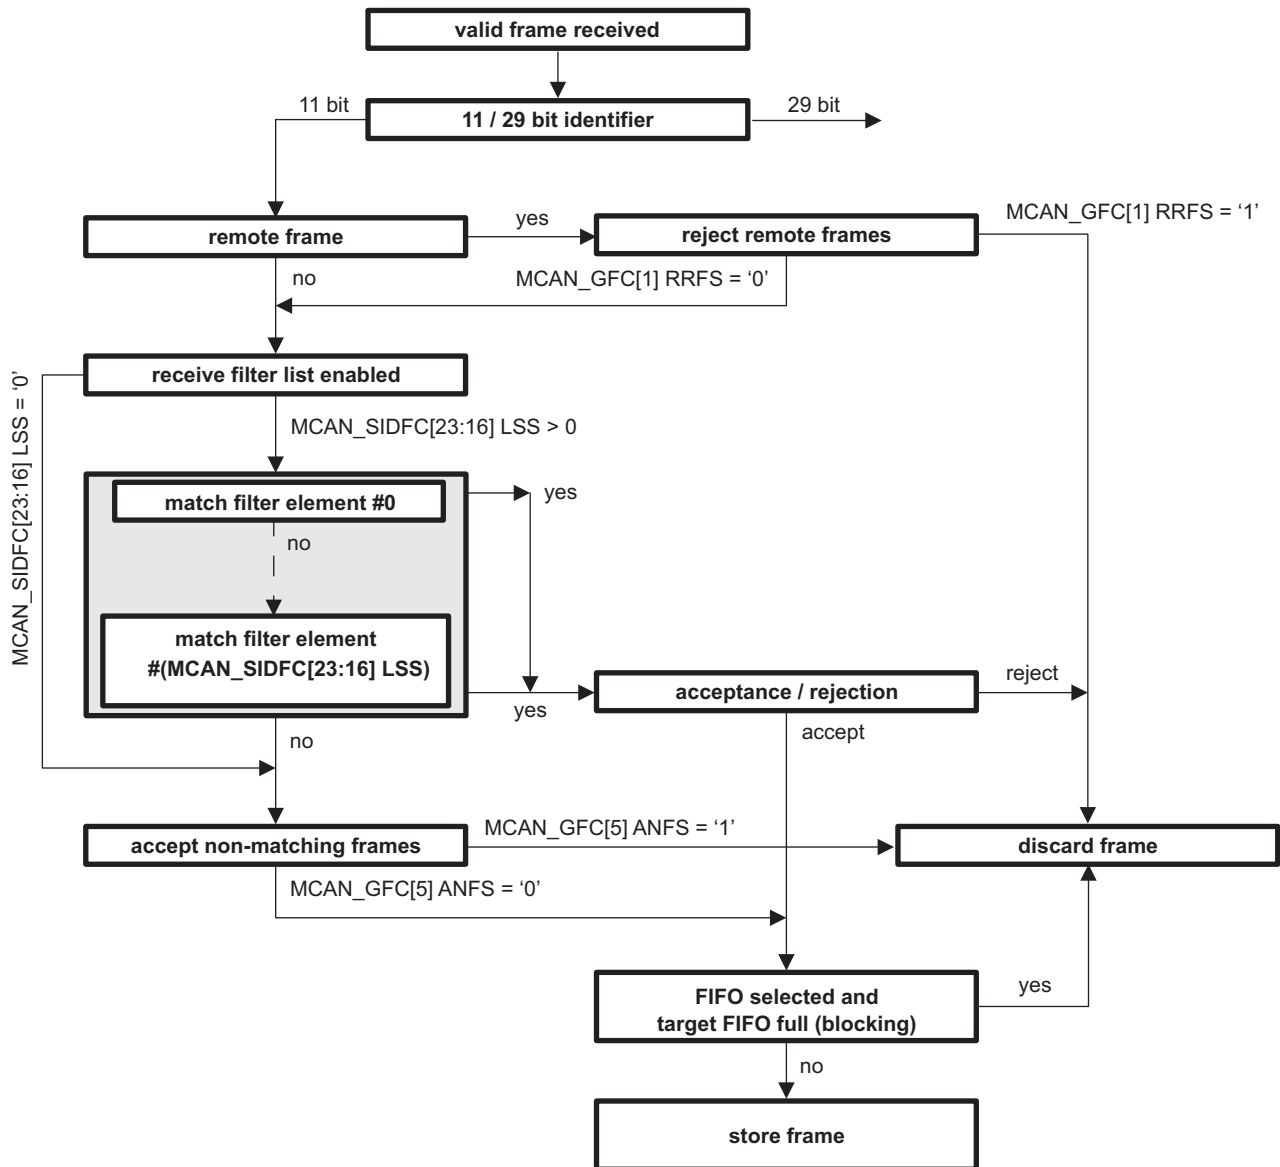 valid frame received
11 bit
11 / 29 bit identifier
29 bit
remote frame
yes
reject remote frames
MCAN_GFC[1] RRFS = ‘1’
no
MCAN_GFC[1] RRFS = ‘0’
receive filter list enabled
MCAN_SIDFC[23:16] LSS = ‘0’
MCAN_SIDFC[23:16] LSS > 0
match filter element #0
yes
no
match filter element
#(MCAN_SIDFC[23:16] LSS)
yes
acceptance / rejection
reject
no
accept
accept non-matching frames
MCAN_GFC[5] ANFS = ‘1’
discard frame
MCAN_GFC[5] ANFS = ‘0’
FIFO selected and
target FIFO full (blocking)
yes
no
store frame